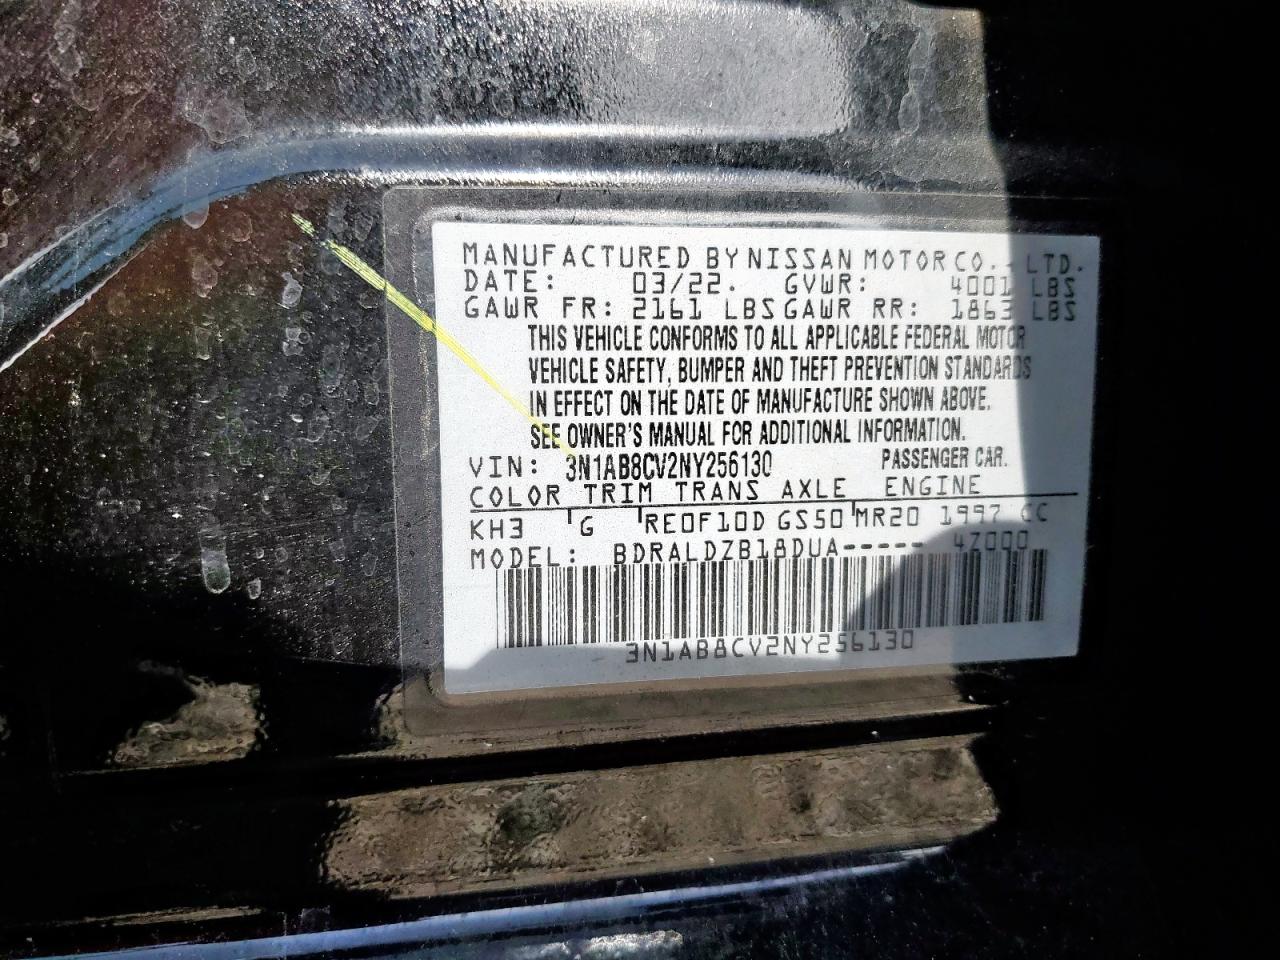 MANUFACTURED BY NISSAN MOTOR CO., LTD.
DATE: 03/22. GVWR: 4001 LBS
GAWR FR: 2161 LBS GAWR RR: 1863 LBS
THIS VEHICLE CONFORMS TO ALL APPLICABLE FEDERAL MOTOR
VEHICLE SAFETY, BUMPER AND THEFT PREVENTION STANDARDS
IN EFFECT ON THE DATE OF MANUFACTURE SHOWN ABOVE.
SEE OWNER'S MANUAL FOR ADDITIONAL INFORMATION.
VIN: 3N1AB8CV2NY256130 PASSENGER CAR.
COLOR TRIM TRANS AXLE ENGINE
KH3 G RE0F10D GS50 MR20 1997 CC
MODEL: BDRALDZB18DUA----- 4Z000
3N1AB8CV2NY256130